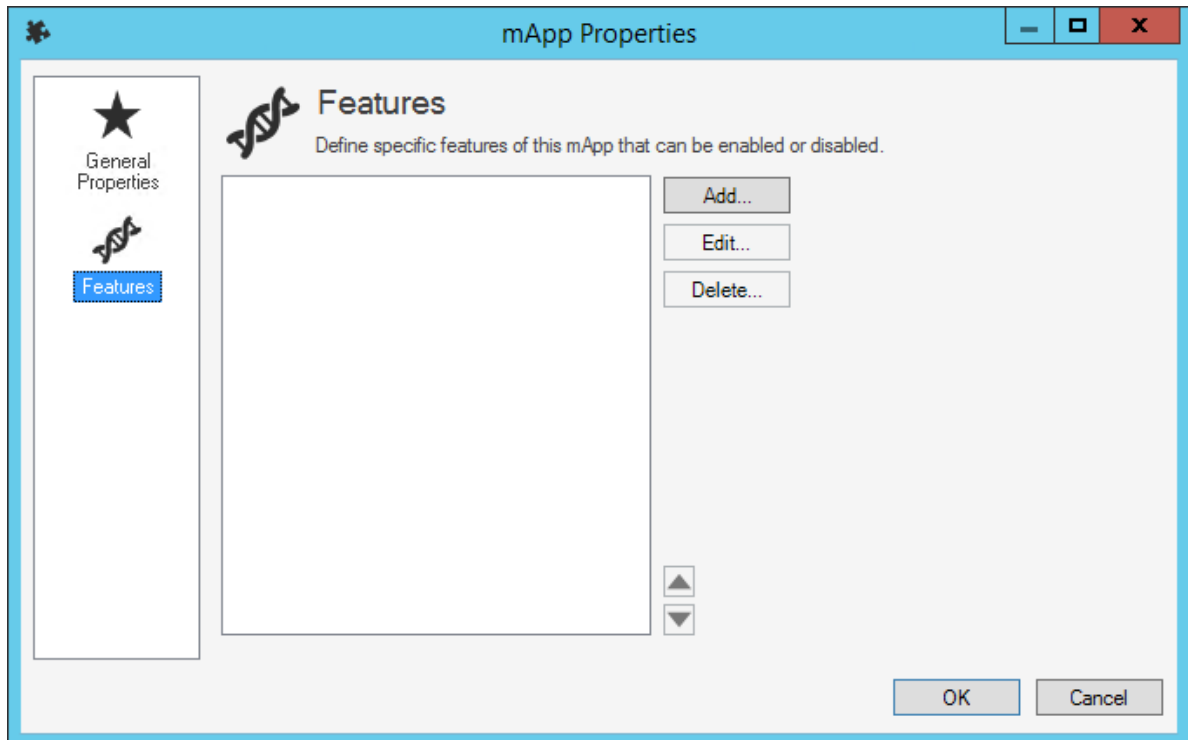 mApp Properties
General
Properties
Features
Features
Define specific features of this mApp that can be enabled or disabled.
Add...
Edit...
Delete...
OK
Cancel